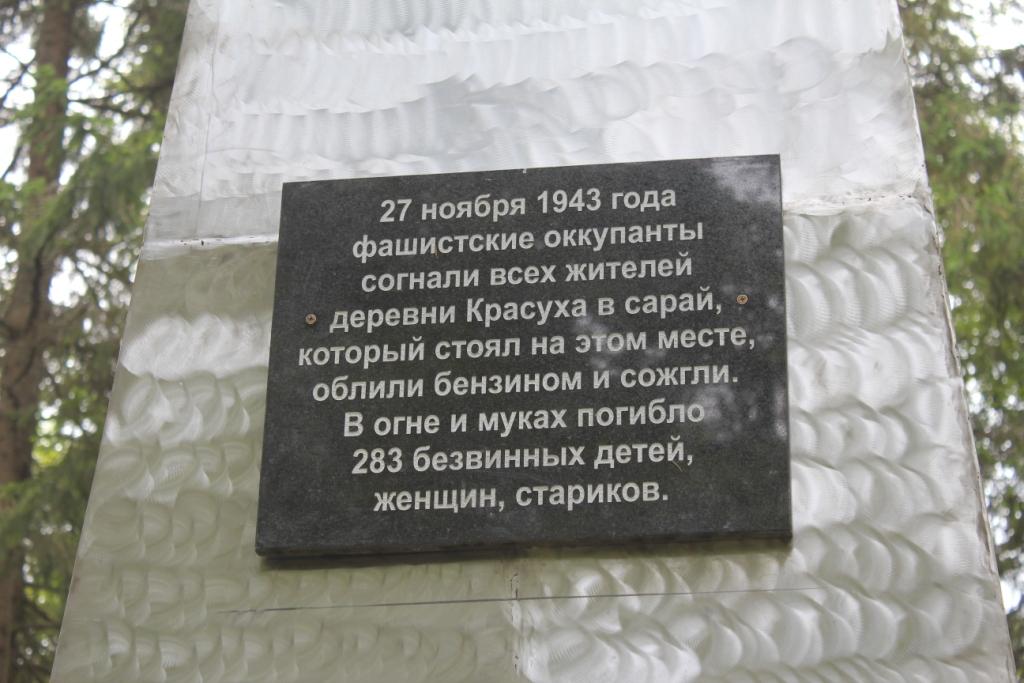 27 ноября 1943 года
фашистские оккупанты
согнали всех жителей
деревни Красуха в сарай,
который стоял на этом месте,
облили бензином и сожгли.
В огне и муках погибло
283 безвинных детей,
женщин, стариков.